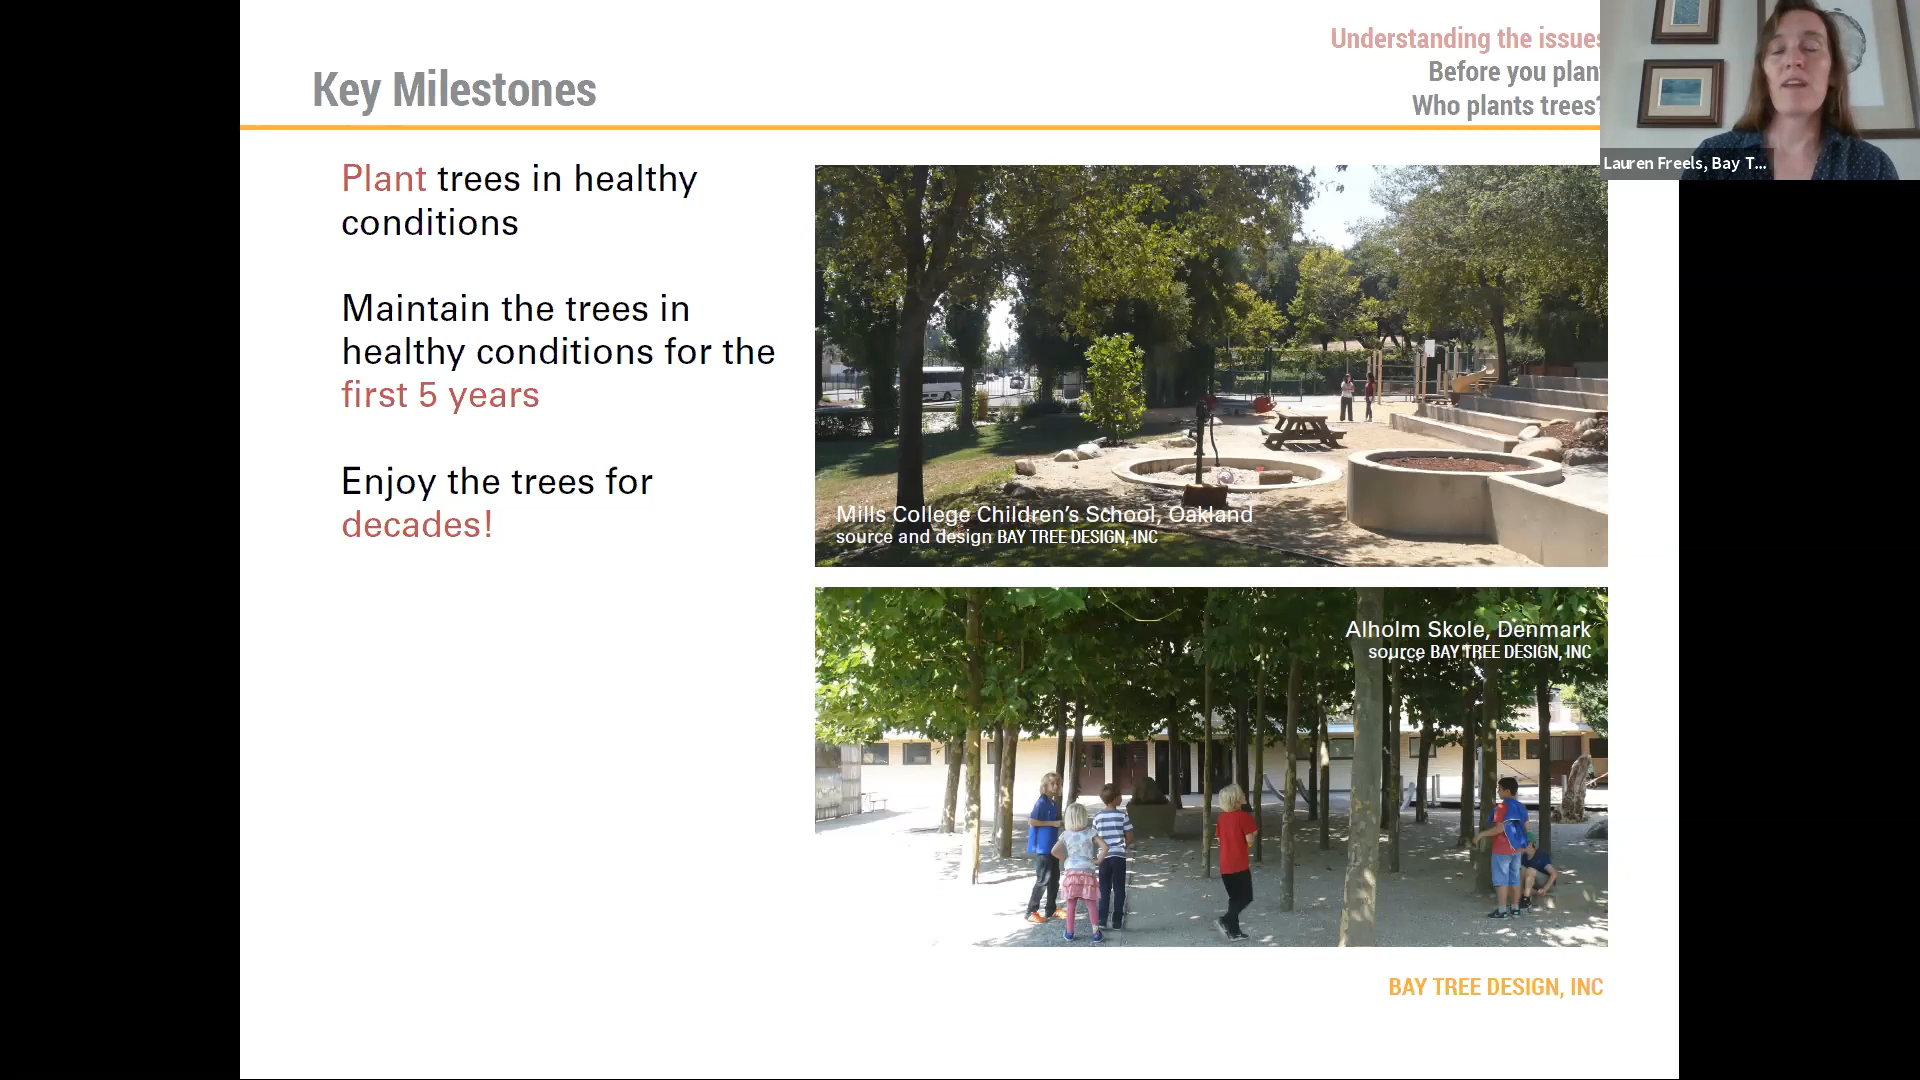 Understanding the issues
Before you plant
Who plants trees?
Key Milestones
Lauren Freels, Bay T...
Plant trees in healthy
conditions
Maintain the trees in
healthy conditions for the
first 5 years
Enjoy the trees for
decades!
Mills College Children's School, Oakland
source and design BAY TREE DESIGN, INC
Alholm Skole, Denmark
source BAY TREE DESIGN, INC
BAY TREE DESIGN, INC